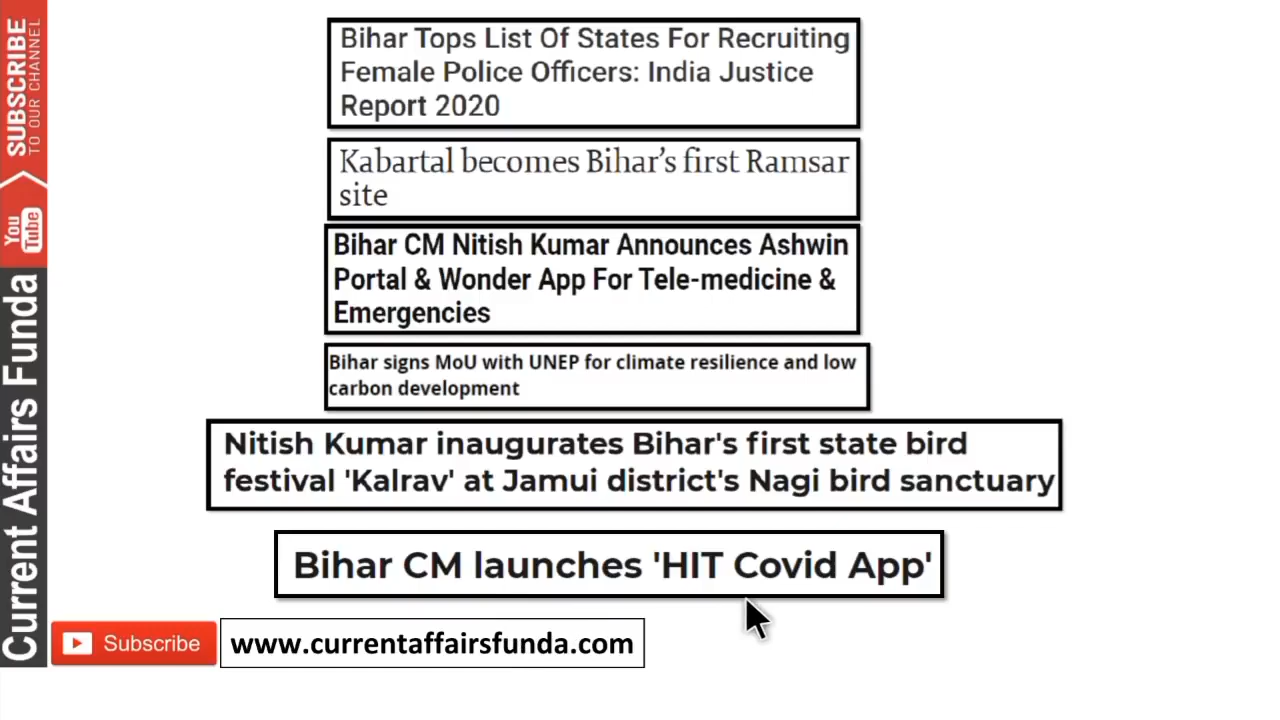 SUBSCRIBE
TO OUR CHANNEL
You
Tube
Current Affairs Funda
Bihar Tops List Of States For Recruiting
Female Police Officers: India Justice
Report 2020
Kabartal becomes Bihar’s first Ramsar
site
Bihar CM Nitish Kumar Announces Ashwin
Portal & Wonder App For Tele-medicine &
Emergencies
Bihar signs MoU with UNEP for climate resilience and low
carbon development
Nitish Kumar inaugurates Bihar's first state bird
festival 'Kalrav' at Jamui district's Nagi bird sanctuary
Bihar CM launches 'HIT Covid App'
Subscribe
www.currentaffairsfunda.com